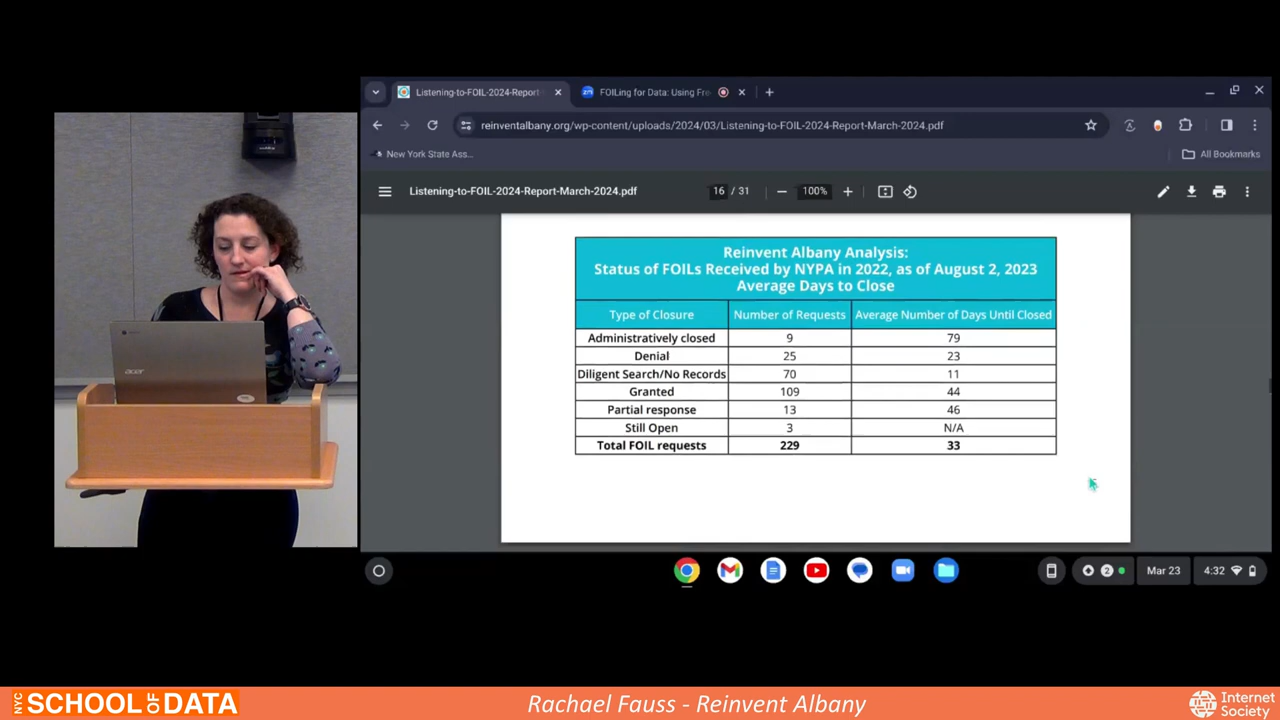 Listening-to-FOIL-2024-Report-
FOILing for Data: Using Fre
reinventalbany.org/wp-content/uploads/2024/03/Listening-to-FOIL-2024-Report-March-2024.pdf
New York State Ass...
All Bookmarks
Listening-to-FOIL-2024-Report-March-2024.pdf
16 / 31
100%
Reinvent Albany Analysis:
Status of FOILs Received by NYPA in 2022, as of August 2, 2023
Average Days to Close
Type of Closure Number of Requests Average Number of Days Until Closed
Administratively closed 9 79
Denial 25 23
Diligent Search/No Records 70 11
Granted 109 44
Partial response 13 46
Still Open 3 N/A
Total FOIL requests 229 33
acer
2
Mar 23
4:32
NYC SCHOOL OF DATA
Rachael Fauss - Reinvent Albany
Internet
Society